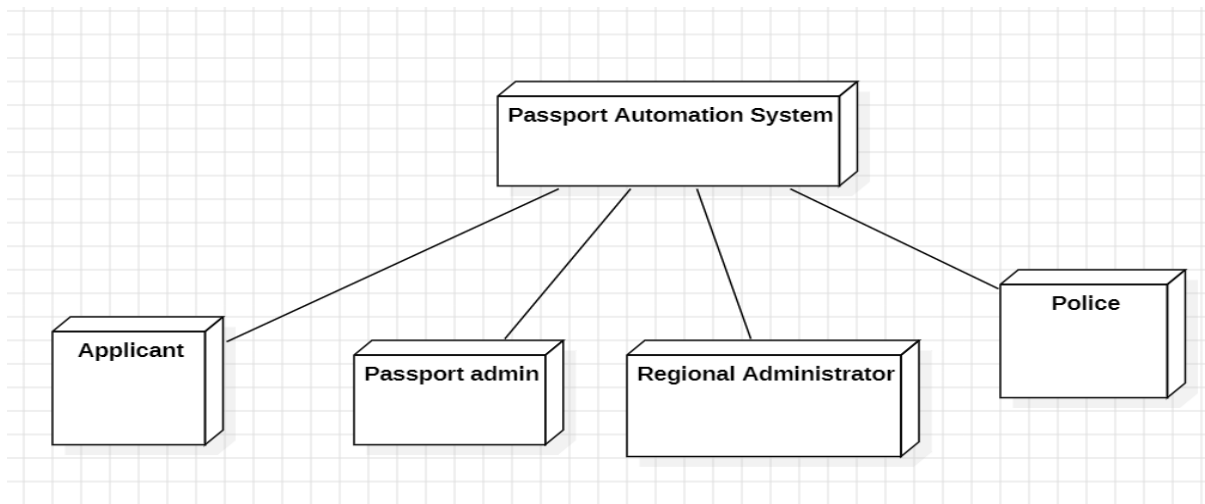 Passport Automation System
Police
Applicant
Passport admin
Regional Administrator